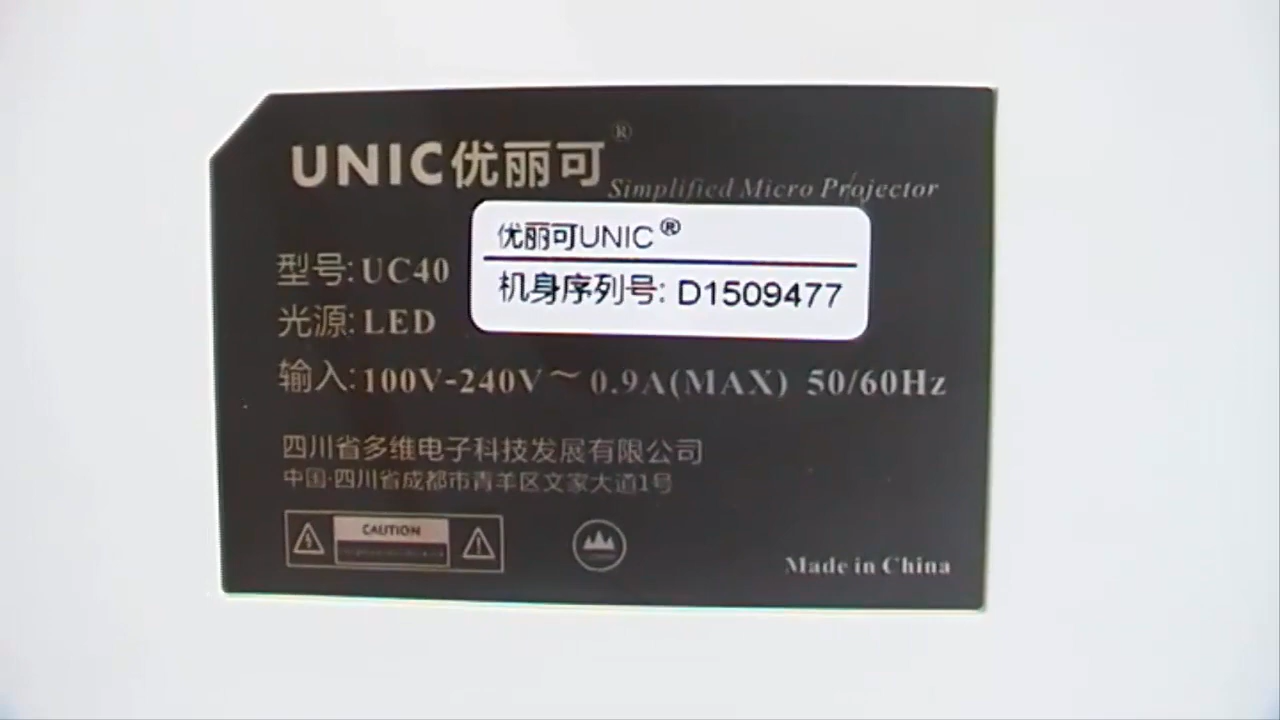 UNIC优丽可®
Simplified Micro Projector
优丽可UNIC®
机身序列号: D1509477
型号: UC40
光源: LED
输入: 100V-240V～ 0.9A(MAX) 50/60Hz
四川省多维电子科技发展有限公司
中国·四川省成都市青羊区文家大道1号
CAUTION
Made in China